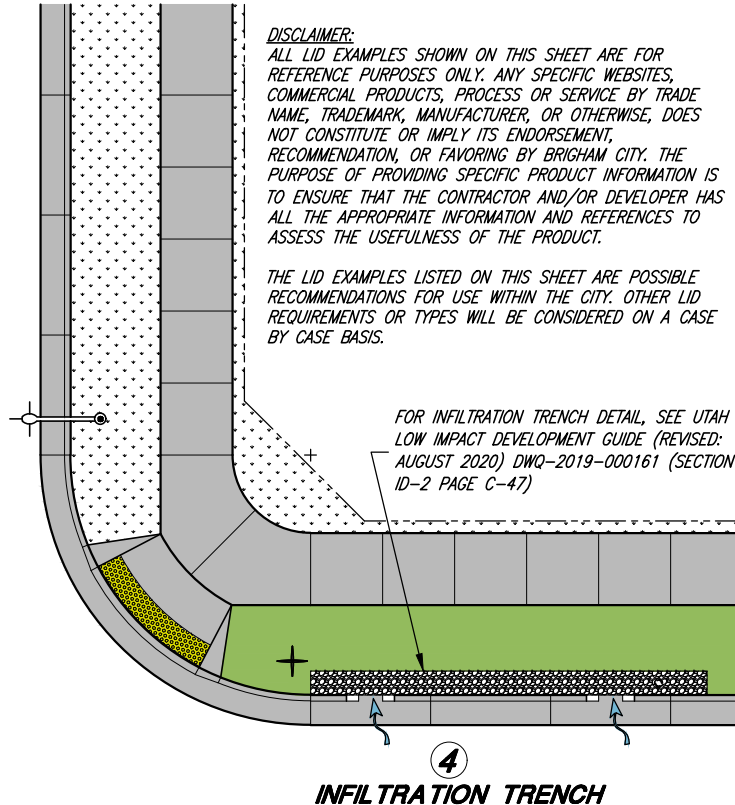 DISCLAIMER:
ALL LID EXAMPLES SHOWN ON THIS SHEET ARE FOR
REFERENCE PURPOSES ONLY. ANY SPECIFIC WEBSITES,
COMMERCIAL PRODUCTS, PROCESS OR SERVICE BY TRADE
NAME, TRADEMARK, MANUFACTURER, OR OTHERWISE, DOES
NOT CONSTITUTE OR IMPLY ITS ENDORSEMENT,
RECOMMENDATION, OR FAVORING BY BRIGHAM CITY. THE
PURPOSE OF PROVIDING SPECIFIC PRODUCT INFORMATION IS
TO ENSURE THAT THE CONTRACTOR AND/OR DEVELOPER HAS
ALL THE APPROPRIATE INFORMATION AND REFERENCES TO
ASSESS THE USEFULNESS OF THE PRODUCT.
THE LID EXAMPLES LISTED ON THIS SHEET ARE POSSIBLE
RECOMMENDATIONS FOR USE WITHIN THE CITY. OTHER LID
REQUIREMENTS OR TYPES WILL BE CONSIDERED ON A CASE
BY CASE BASIS.
FOR INFILTRATION TRENCH DETAIL, SEE UTAH
LOW IMPACT DEVELOPMENT GUIDE (REVISED:
AUGUST 2020) DWQ-2019-000161 (SECTION
ID-2 PAGE C-47)
4
INFILTRATION TRENCH